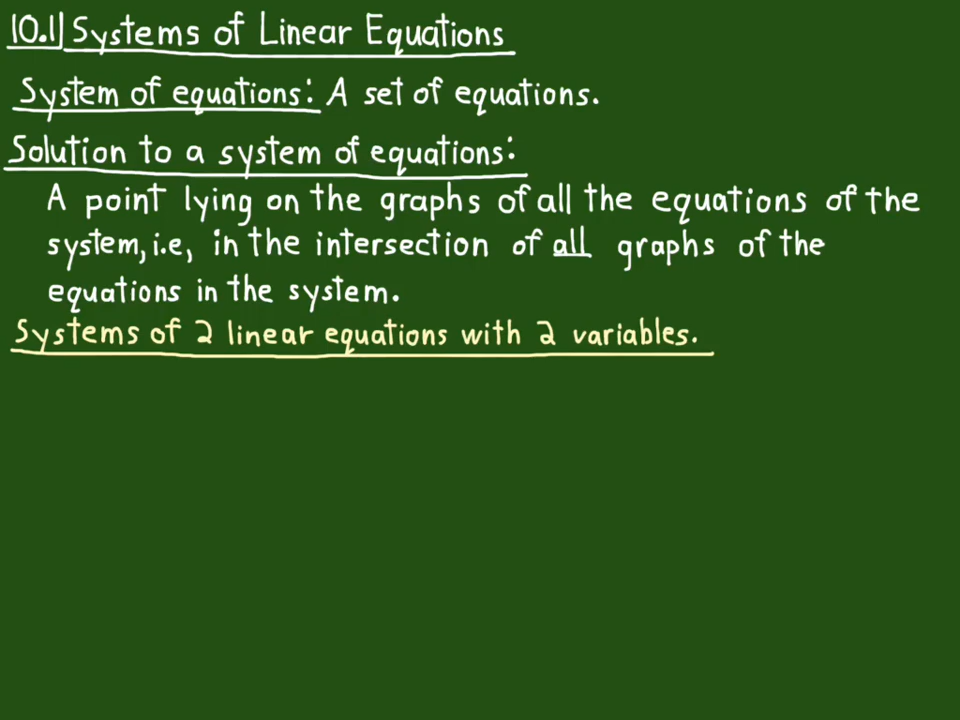 10.1 Systems of Linear Equations
System of equations: A set of equations.
Solution to a system of equations:
A point lying on the graphs of all the equations of the
system, i.e, in the intersection of all graphs of the
equations in the system.
Systems of 2 linear equations with 2 variables.